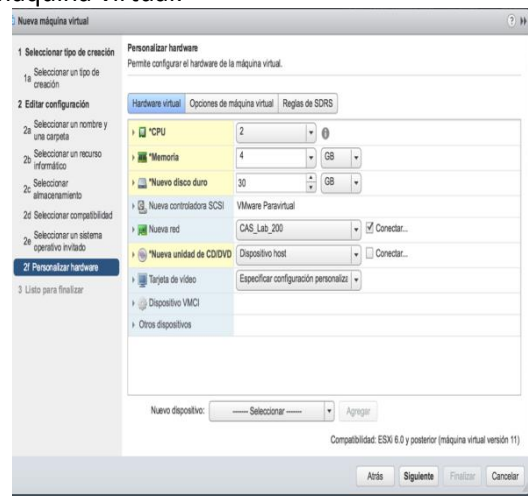 máquina virtual.
Nueva máquina virtual
1 Seleccionar tipo de creación
1a Seleccionar un tipo de
creación
2 Editar configuración
2a Seleccionar un nombre y
una carpeta
2b Seleccionar un recurso
informático
2c Seleccionar
almacenamiento
2d Seleccionar compatibilidad
2e Seleccionar un sistema
operativo invitado
2f Personalizar hardware
3 Listo para finalizar
Personalizar hardware
Permite configurar el hardware de la máquina virtual.
Hardware virtual Opciones de máquina virtual Reglas de SDRS
*CPU 2
*Memoria 4 GB
*Nuevo disco duro 30 GB
Nueva controladora SCSI VMware Paravirtual
Nueva red CAS_Lab_200 Conectar...
*Nueva unidad de CD/DVD Dispositivo host Conectar...
Tarjeta de vídeo Especificar configuración personaliza
Dispositivo VMCI
Otros dispositivos
Nuevo dispositivo: ------- Seleccionar ------- Agregar
Compatibilidad: ESXi 6.0 y posterior (máquina virtual versión 11)
Atrás Siguiente Finalizar Cancelar